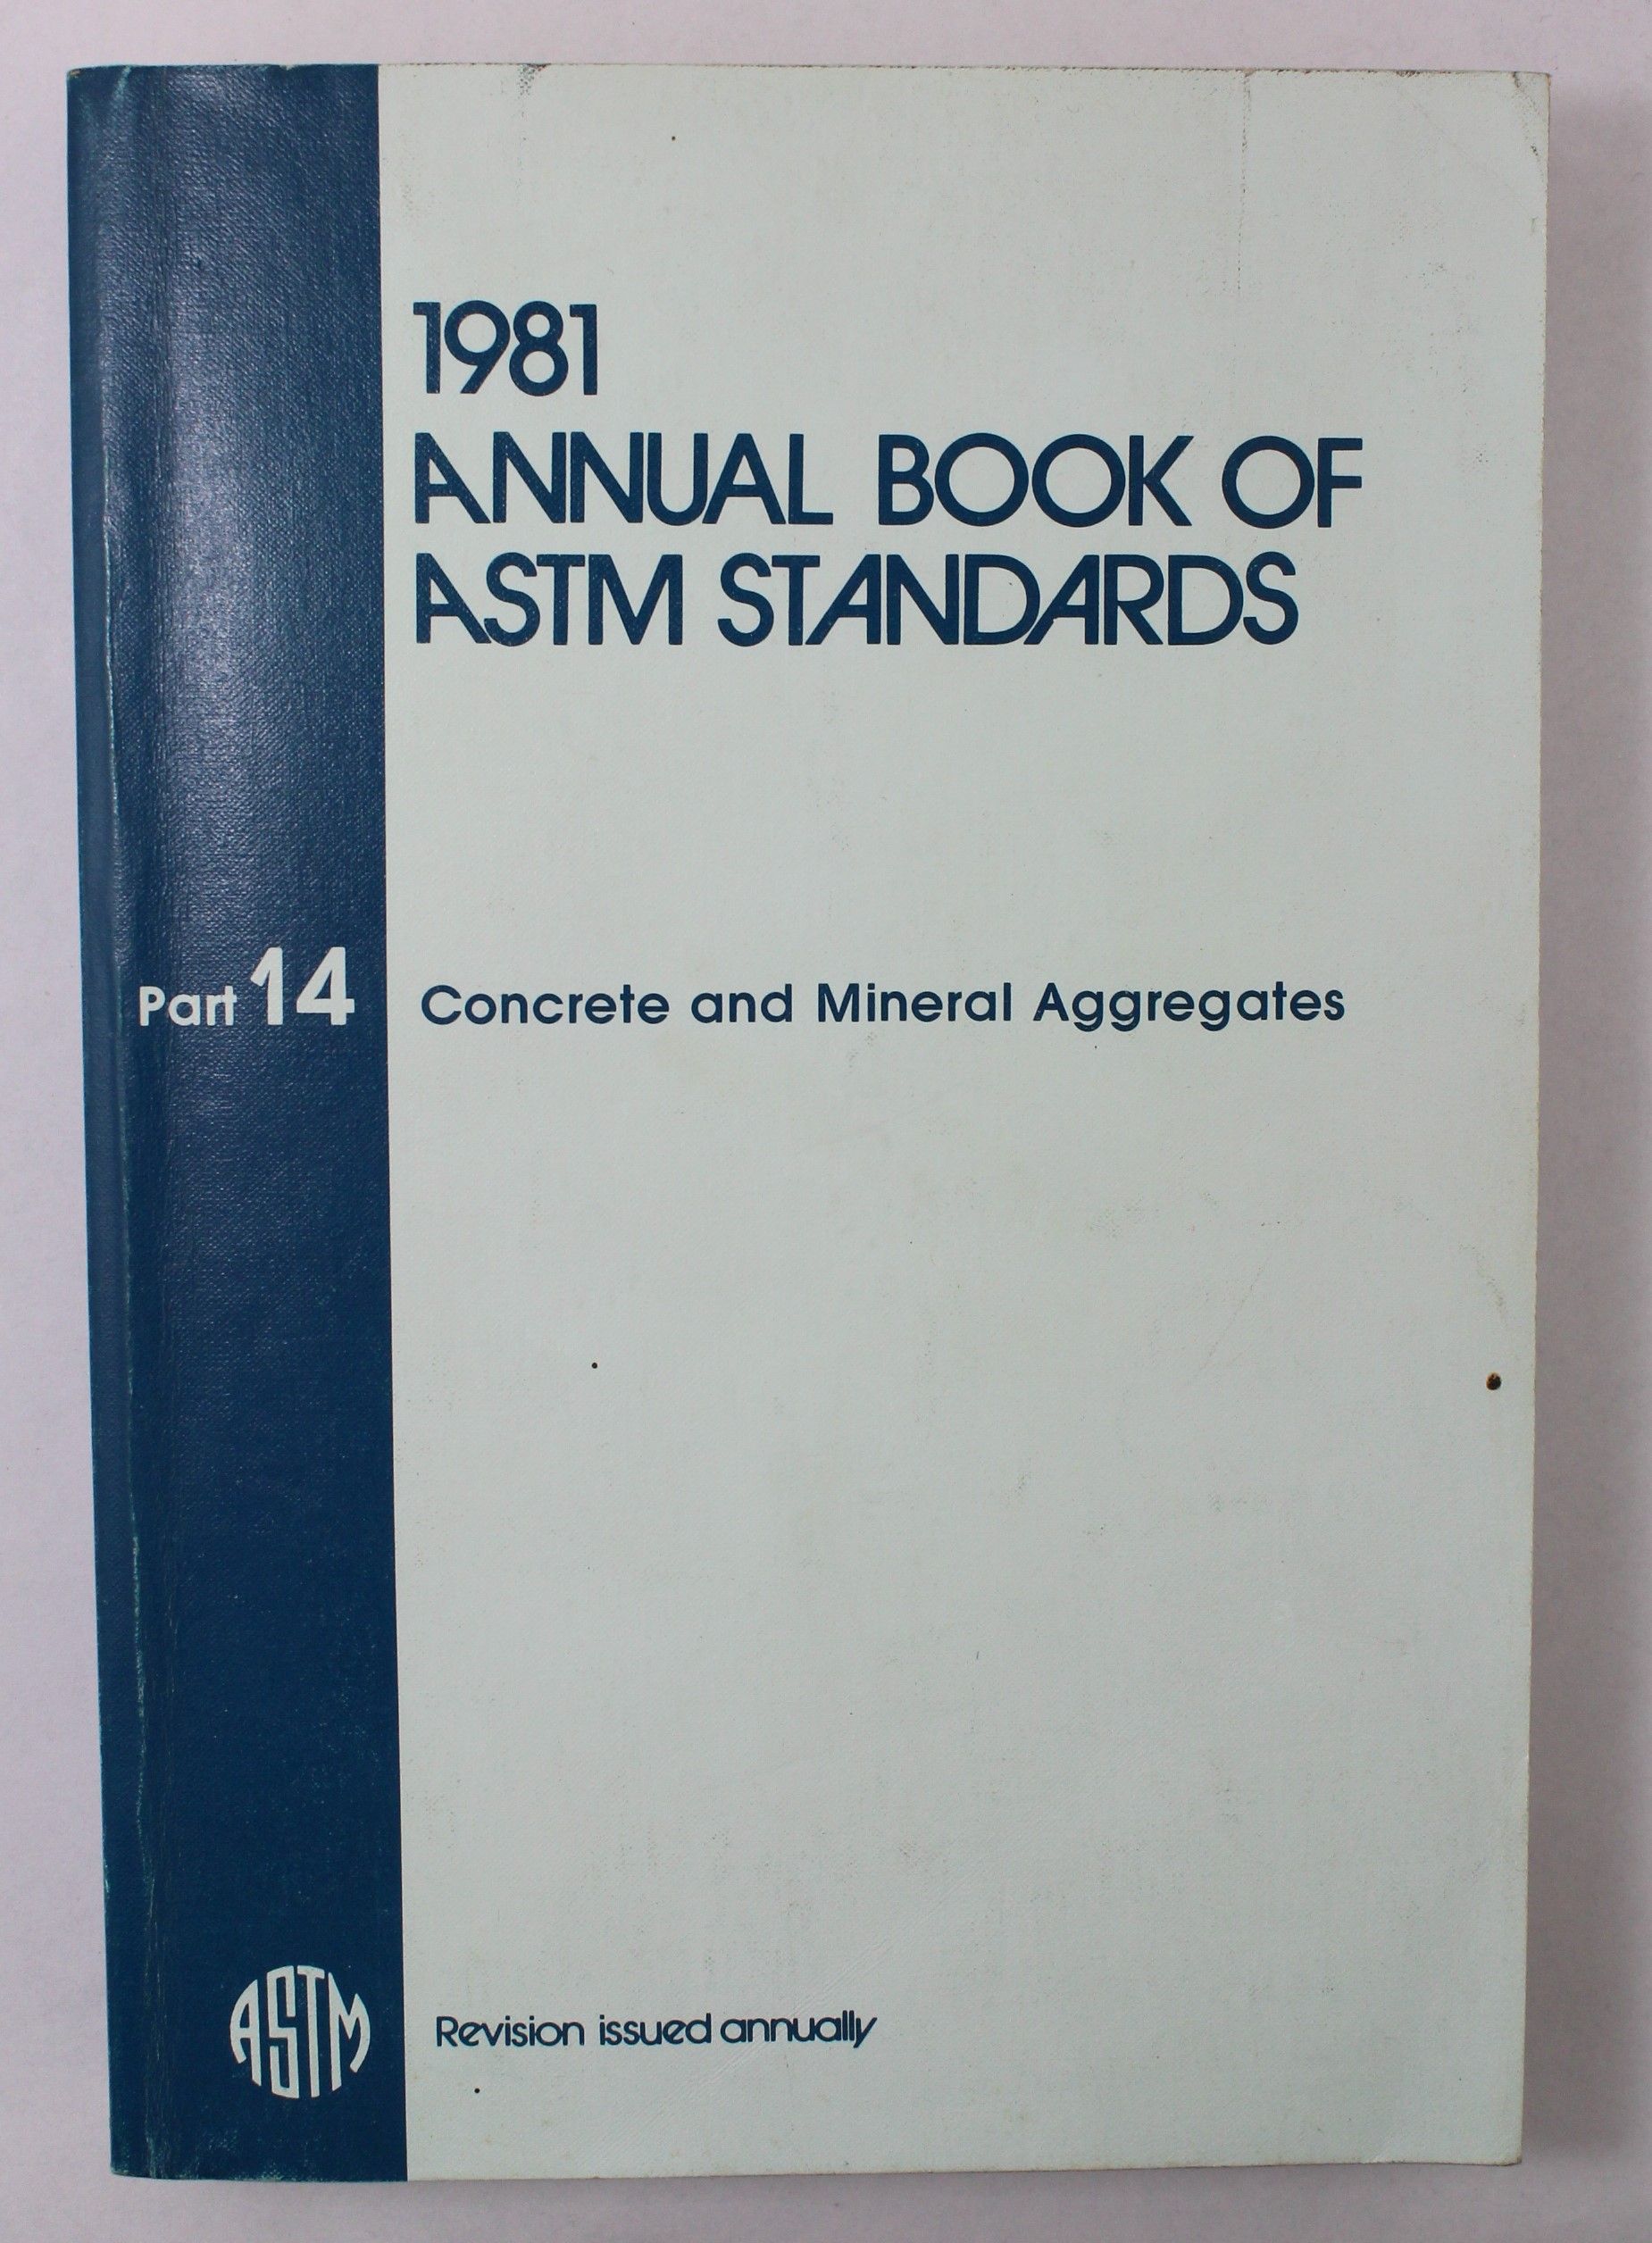 1981
ANNUAL BOOK OF
ASTM STANDARDS
Part 14 Concrete and Mineral Aggregates
ASTM
Revision issued annually